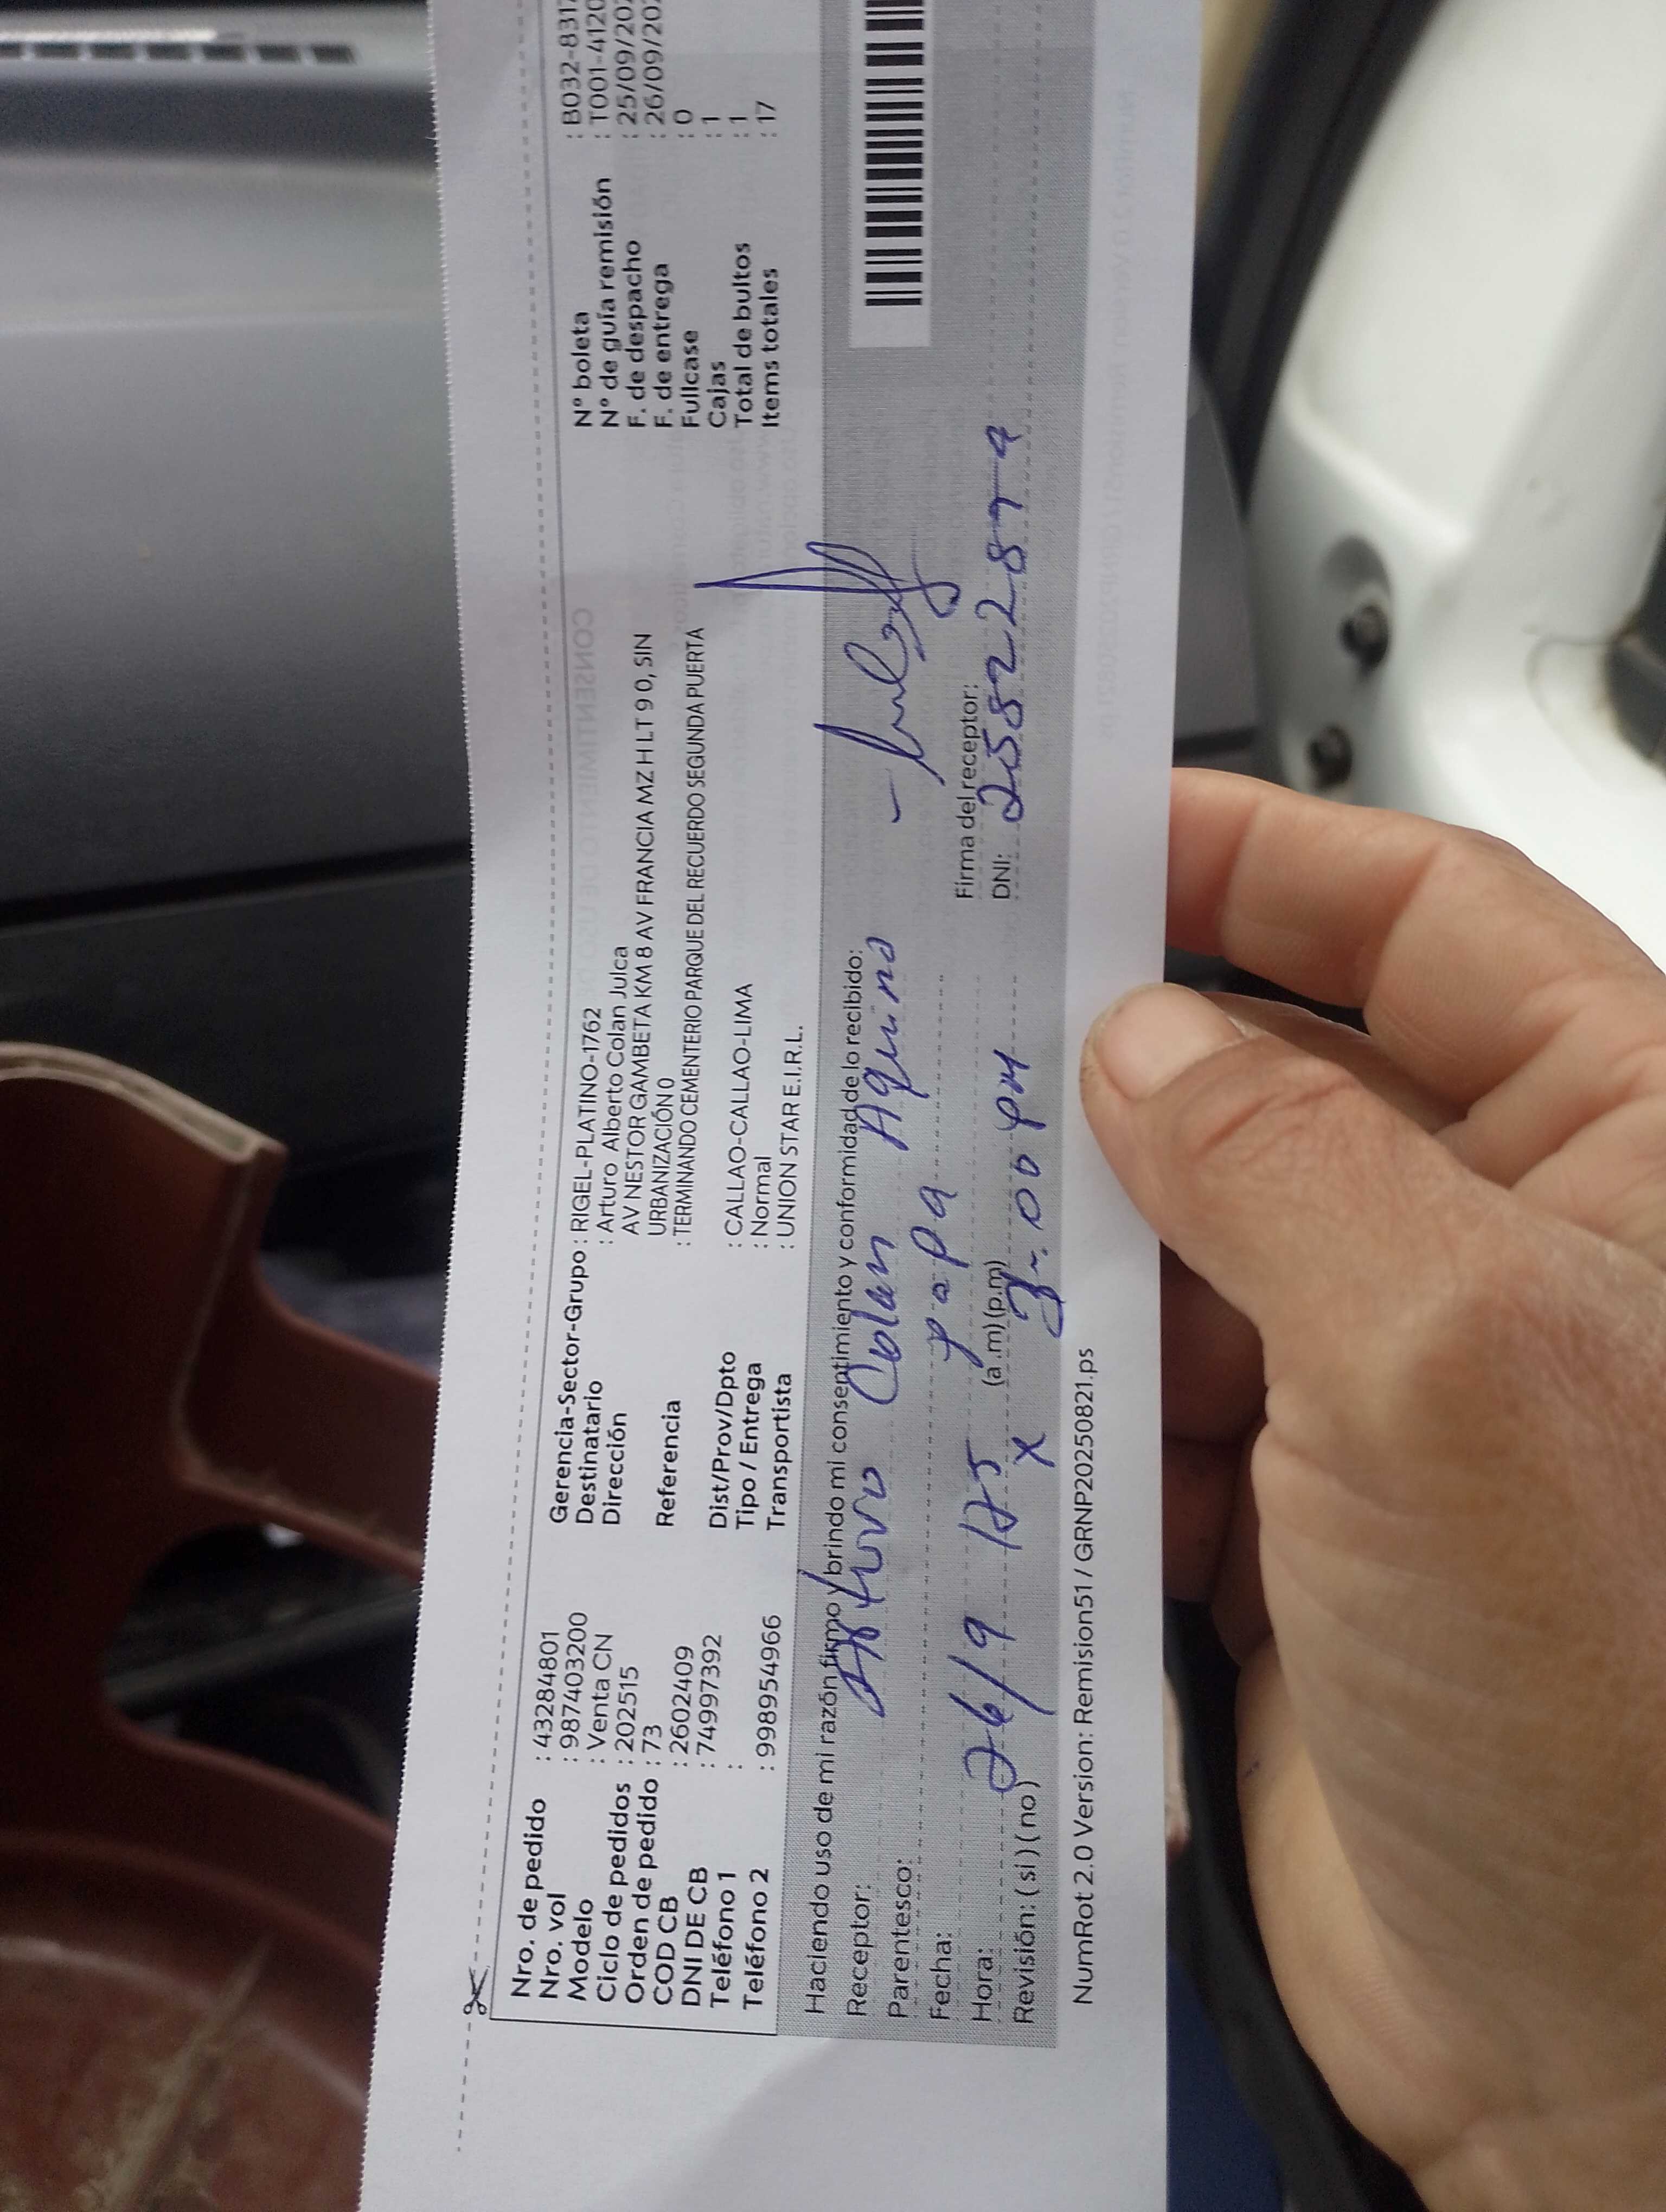 Nro. de pedido : 43284801
Nro. vol : 987403200
Modelo : Venta CN
Ciclo de pedidos : 202515
Orden de pedido : 73
COD CB : 2602409
DNI DE CB : 74997392
Teléfono 1 :
Teléfono 2 : 998954966
Gerencia-Sector-Grupo : RIGEL-PLATINO-1762
Destinatario : Arturo Alberto Colan Julca
Dirección AV NESTOR GAMBETA KM 8 AV FRANCIA MZ H LT 9 0, SIN
URBANIZACIÓN 0
Referencia : TERMINANDO CEMENTERIO PARQUE DEL RECUERDO SEGUNDA PUERTA
Dist/Prov/Dpto : CALLAO-CALLAO-LIMA
Tipo / Entrega : Normal
Transportista : UNION STAR E.I.R.L.
N° boleta : B032-8317
N° de guía remisión : T001-4120
F. de despacho : 25/09/202
F. de entrega : 26/09/202
Fullcase : 0
Cajas : 1
Total de bultos : 1
Items totales : 17
Haciendo uso de mi razón firmo y brindo mi consentimiento y conformidad de lo recibido:
Receptor: Arturo Colan Aquino
Parentesco: papa
Fecha: 26/9/25
Hora: (a.m) (p.m) 3:00 PM
Revisión: ( si ) ( no ) X
Firma del receptor:
DNI: 25822874
NumRot 2.0 Version: Remision51 / GRNP20250821.ps